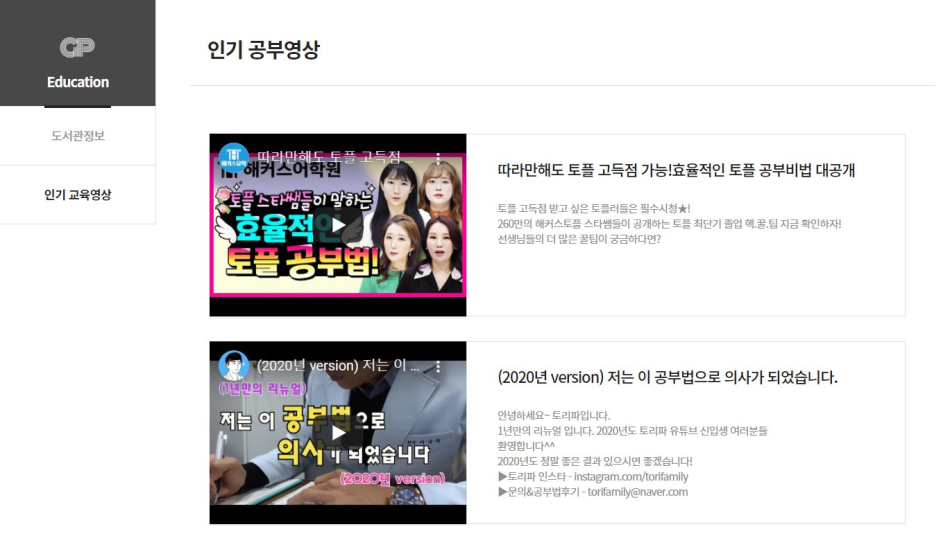 GP
Education
도서관정보
인기 교육영상
인기 공부영상
따라만해도 토플 고득점 ...
해커스어학원
토플 스타쌤들이 말하는
효율적인
토플 공부법!
따라만해도 토플 고득점 가능!효율적인 토플 공부비법 대공개
토플 고득점 받고 싶은 토플러들은 필수시청★!
260만의 해커스토플 스타쌤들이 공개하는 토플 최단기 졸업 핵.꿀.팁 지금 확인하자!
선생님들의 더 많은 꿀팁이 궁금하다면?
(2020년 version) 저는 이 ...
(1년만의 리뉴얼)
저는 이 공부법으로
의사가 되었습니다
(2020년 version)
(2020년 version) 저는 이 공부법으로 의사가 되었습니다.
안녕하세요~ 토리파입니다.
1년만의 리뉴얼 입니다. 2020년도 토리파 유튜브 신입생 여러분들
환영합니다^^
2020년도 정말 좋은 결과 있으시면 좋겠습니다!
▶토리파 인스타 - instagram.com/torifamily
▶문의&공부법후기 - torifamily@naver.com